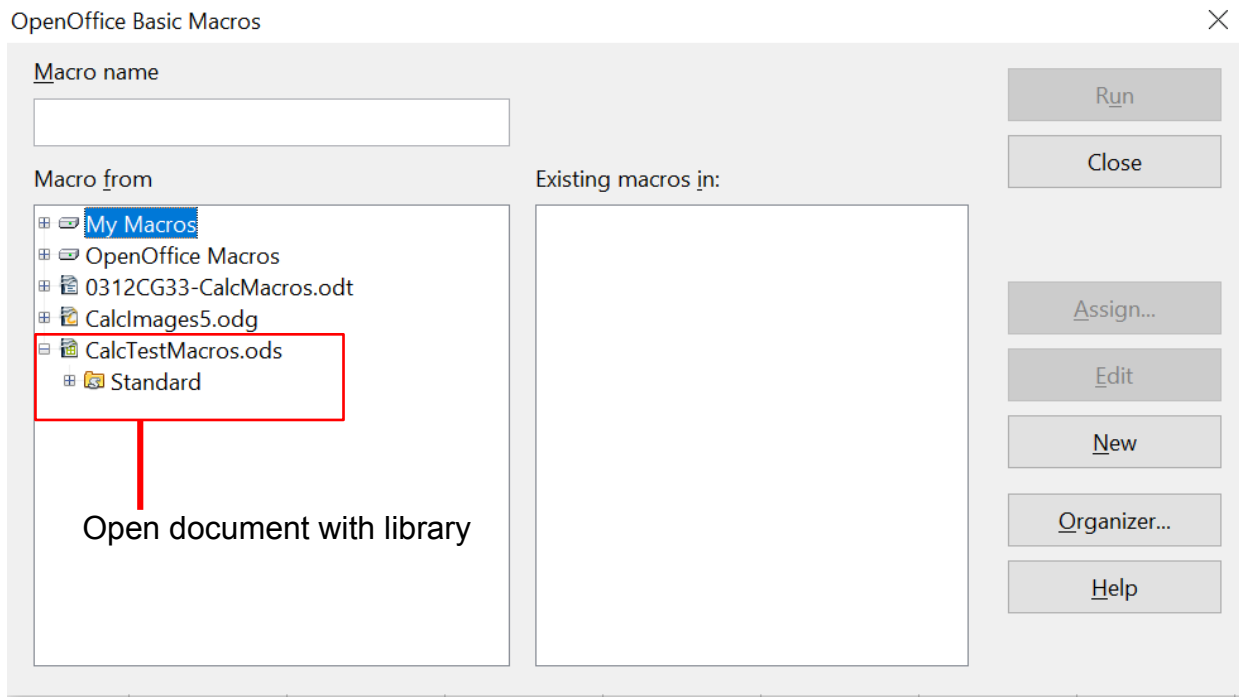 OpenOffice Basic Macros
Macro name
Run
Close
Macro from
Existing macros in:
My Macros
OpenOffice Macros
0312CG33-CalcMacros.odt
CalcImages5.odg
CalcTestMacros.ods
Standard
Assign...
Edit
New
Open document with library
Organizer...
Help